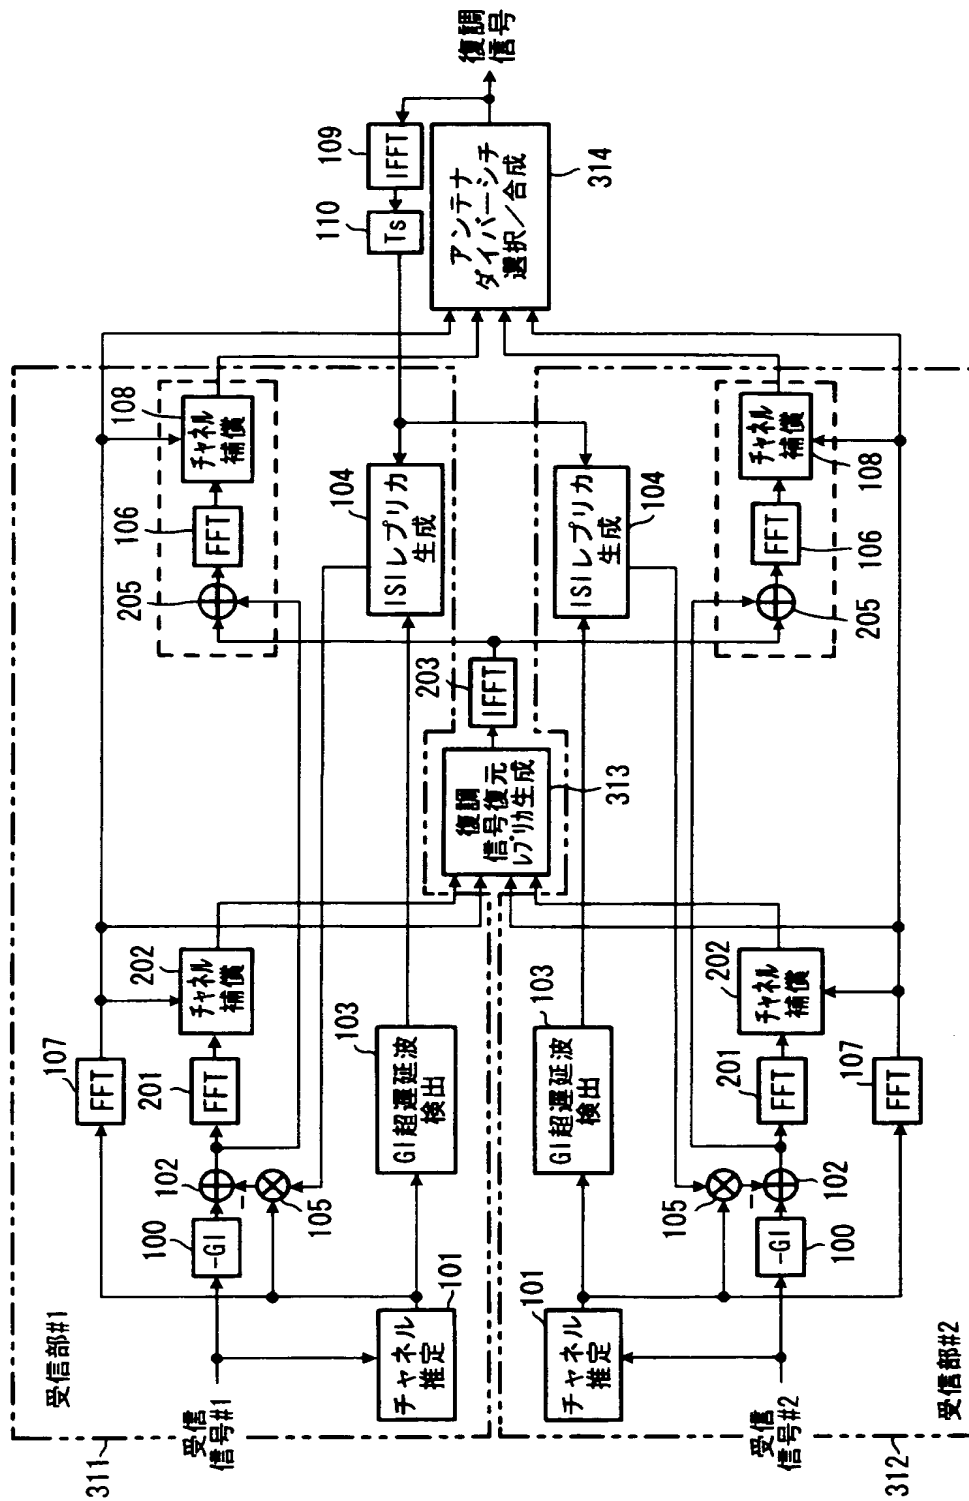 311
受信部#1
受信
信号#1
107
FFT
100
-GI
102
105
201
FFT
202
チャネル
補償
チャネル
推定
101
GI超遅延波
検出
103
205
106
FFT
108
チャネル
補償
104
ISIレプリカ
生成
復調
信号復元
レプリカ生成
313
203
IFFT
110
Ts
109
IFFT
アンテナ
ダイバーシチ
選択/合成
314
復調
信号
101
チャネル
推定
103
GI超遅延波
検出
ISIレプリカ
生成
104
受信
信号#2
105
102
-GI
100
201
FFT
202
チャネル
補償
205
FFT
106
チャネル
補償
108
FFT
107
受信部#2
312